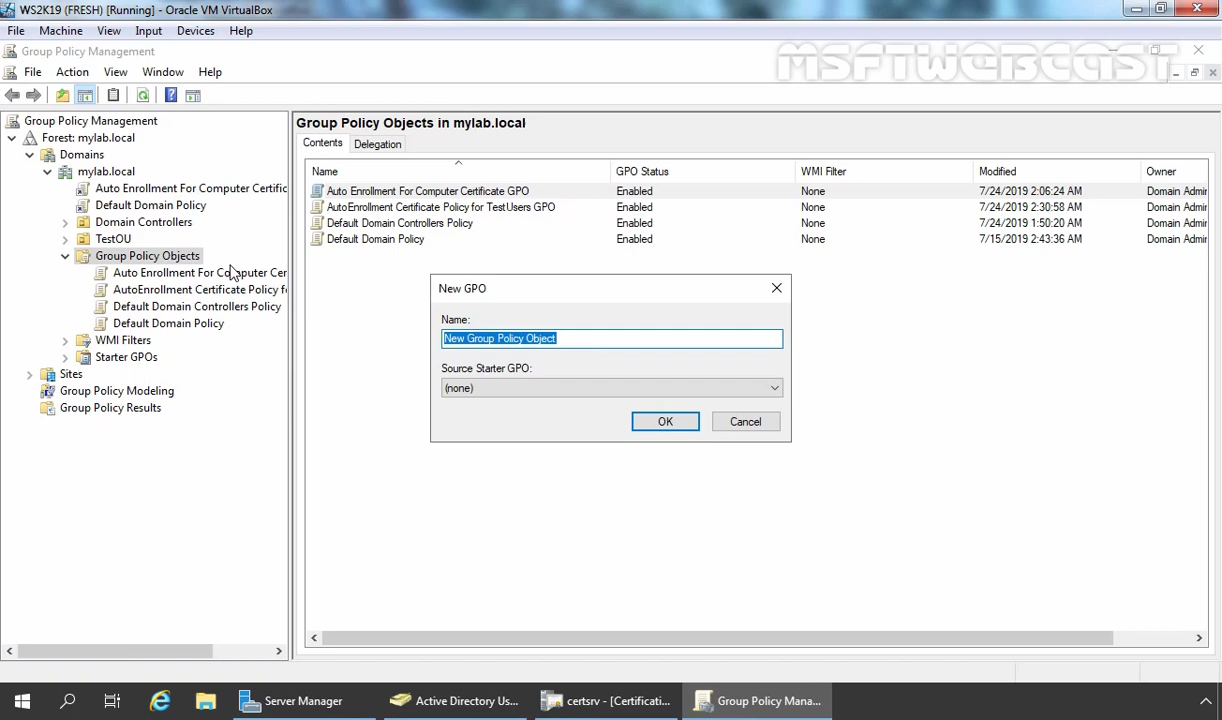 WS2K19 (FRESH) [Running] - Oracle VM VirtualBox
File Machine View Input Devices Help
Group Policy Management
MSFTWEBCAST
File Action View Window Help
Group Policy Management
Forest: mylab.local
Domains
mylab.local
Auto Enrollment For Computer Certific
Default Domain Policy
Domain Controllers
TestOU
Group Policy Objects
Auto Enrollment For Computer Cer
AutoEnrollment Certificate Policy f
Default Domain Controllers Policy
Default Domain Policy
WMI Filters
Starter GPOs
Sites
Group Policy Modeling
Group Policy Results
Group Policy Objects in mylab.local
Contents Delegation
Name GPO Status WMI Filter Modified Owner
Auto Enrollment For Computer Certificate GPO Enabled None 7/24/2019 2:06:24 AM Domain Admir
AutoEnrollment Certificate Policy for TestUsers GPO Enabled None 7/24/2019 2:30:58 AM Domain Admir
Default Domain Controllers Policy Enabled None 7/24/2019 1:50:20 AM Domain Admir
Default Domain Policy Enabled None 7/15/2019 2:43:36 AM Domain Admir
New GPO
Name:
New Group Policy Object
Source Starter GPO:
(none)
OK Cancel
Server Manager Active Directory Us... certsrv - [Certificati... Group Policy Mana...